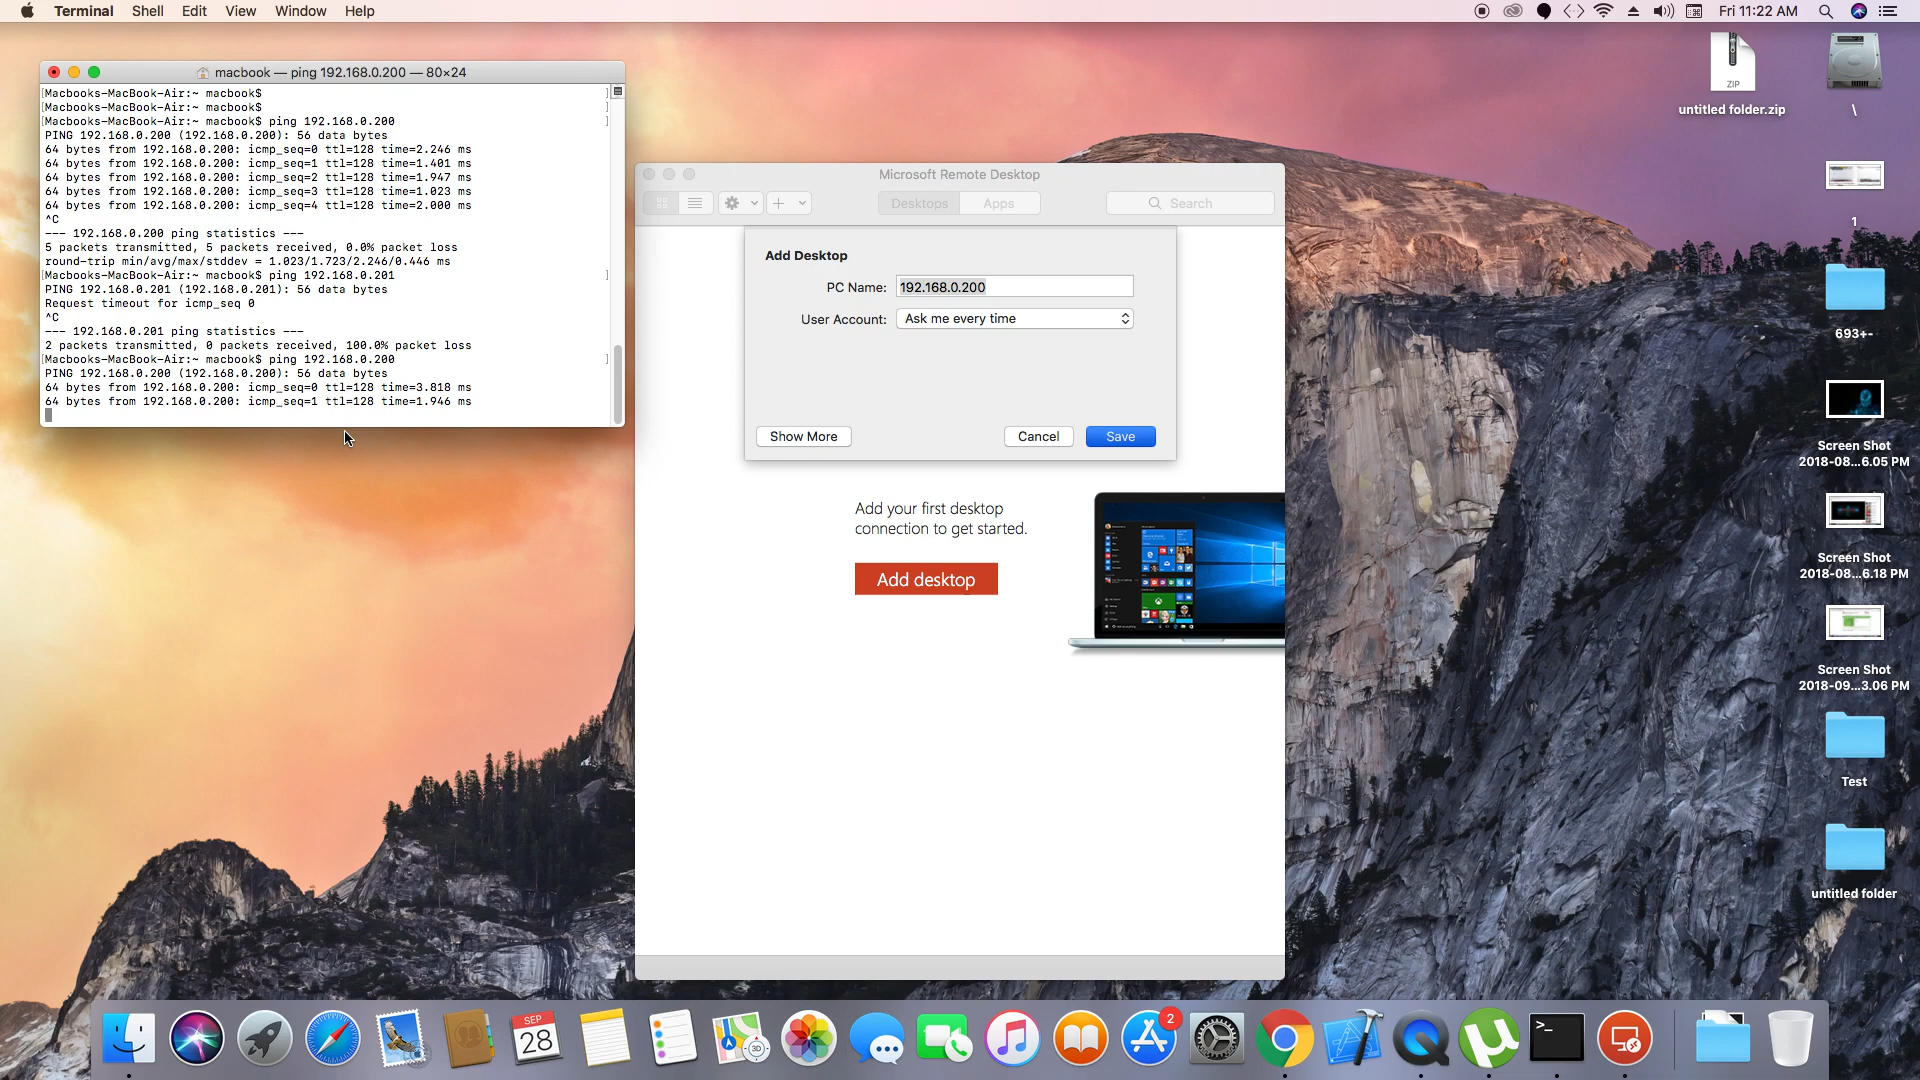 Terminal Shell Edit View Window Help
Fri 11:22 AM
macbook — ping 192.168.0.200 — 80×24
[Macbooks-MacBook-Air:~ macbook$ ]
[Macbooks-MacBook-Air:~ macbook$ ]
[Macbooks-MacBook-Air:~ macbook$ ping 192.168.0.200 ]
PING 192.168.0.200 (192.168.0.200): 56 data bytes
64 bytes from 192.168.0.200: icmp_seq=0 ttl=128 time=2.246 ms
64 bytes from 192.168.0.200: icmp_seq=1 ttl=128 time=1.401 ms
64 bytes from 192.168.0.200: icmp_seq=2 ttl=128 time=1.947 ms
64 bytes from 192.168.0.200: icmp_seq=3 ttl=128 time=1.023 ms
64 bytes from 192.168.0.200: icmp_seq=4 ttl=128 time=2.000 ms
^C
--- 192.168.0.200 ping statistics ---
5 packets transmitted, 5 packets received, 0.0% packet loss
round-trip min/avg/max/stddev = 1.023/1.723/2.246/0.446 ms
[Macbooks-MacBook-Air:~ macbook$ ping 192.168.0.201 ]
PING 192.168.0.201 (192.168.0.201): 56 data bytes
Request timeout for icmp_seq 0
^C
--- 192.168.0.201 ping statistics ---
2 packets transmitted, 0 packets received, 100.0% packet loss
[Macbooks-MacBook-Air:~ macbook$ ping 192.168.0.200 ]
PING 192.168.0.200 (192.168.0.200): 56 data bytes
64 bytes from 192.168.0.200: icmp_seq=0 ttl=128 time=3.818 ms
64 bytes from 192.168.0.200: icmp_seq=1 ttl=128 time=1.946 ms
Microsoft Remote Desktop
Desktops Apps
Search
Add Desktop
PC Name: 192.168.0.200
User Account: Ask me every time
Show More
Cancel
Save
Add your first desktop
connection to get started.
Add desktop
ZIP
untitled folder.zip
\
1
693+-
Screen Shot
2018-08...6.05 PM
Screen Shot
2018-08...6.18 PM
Screen Shot
2018-09...3.06 PM
Test
untitled folder
SEP
28
3D
2
>_